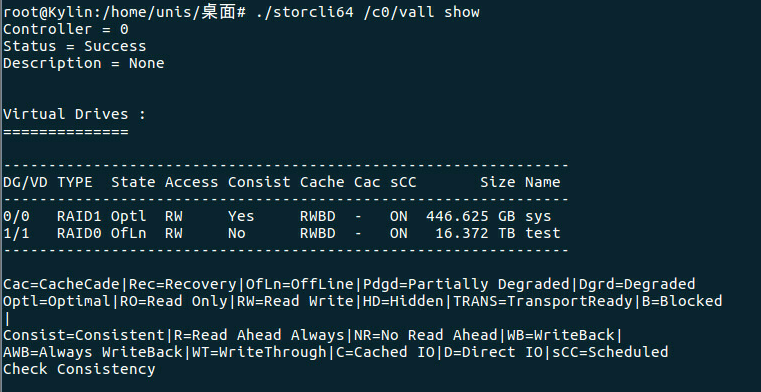 root@Kylin:/home/unis/桌面# ./storcli64 /c0/vall show
Controller = 0
Status = Success
Description = None
Virtual Drives :
==============
---------------------------------------------------------------
DG/VD TYPE  State Access Consist Cache Cac sCC       Size Name
---------------------------------------------------------------
0/0   RAID1 Optl  RW     Yes     RWBD  -   ON  446.625 GB sys
1/1   RAID0 OfLn  RW     No      RWBD  -   ON   16.372 TB test
---------------------------------------------------------------
Cac=CacheCade|Rec=Recovery|OfLn=OffLine|Pdgd=Partially Degraded|Dgrd=Degraded
Optl=Optimal|RO=Read Only|RW=Read Write|HD=Hidden|TRANS=TransportReady|B=Blocked
|
Consist=Consistent|R=Read Ahead Always|NR=No Read Ahead|WB=WriteBack|
AWB=Always WriteBack|WT=WriteThrough|C=Cached IO|D=Direct IO|sCC=Scheduled
Check Consistency